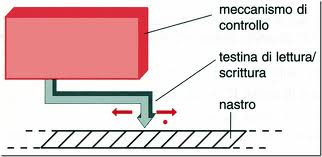 meccanismo di
controllo
testina di lettura/
scrittura
nastro